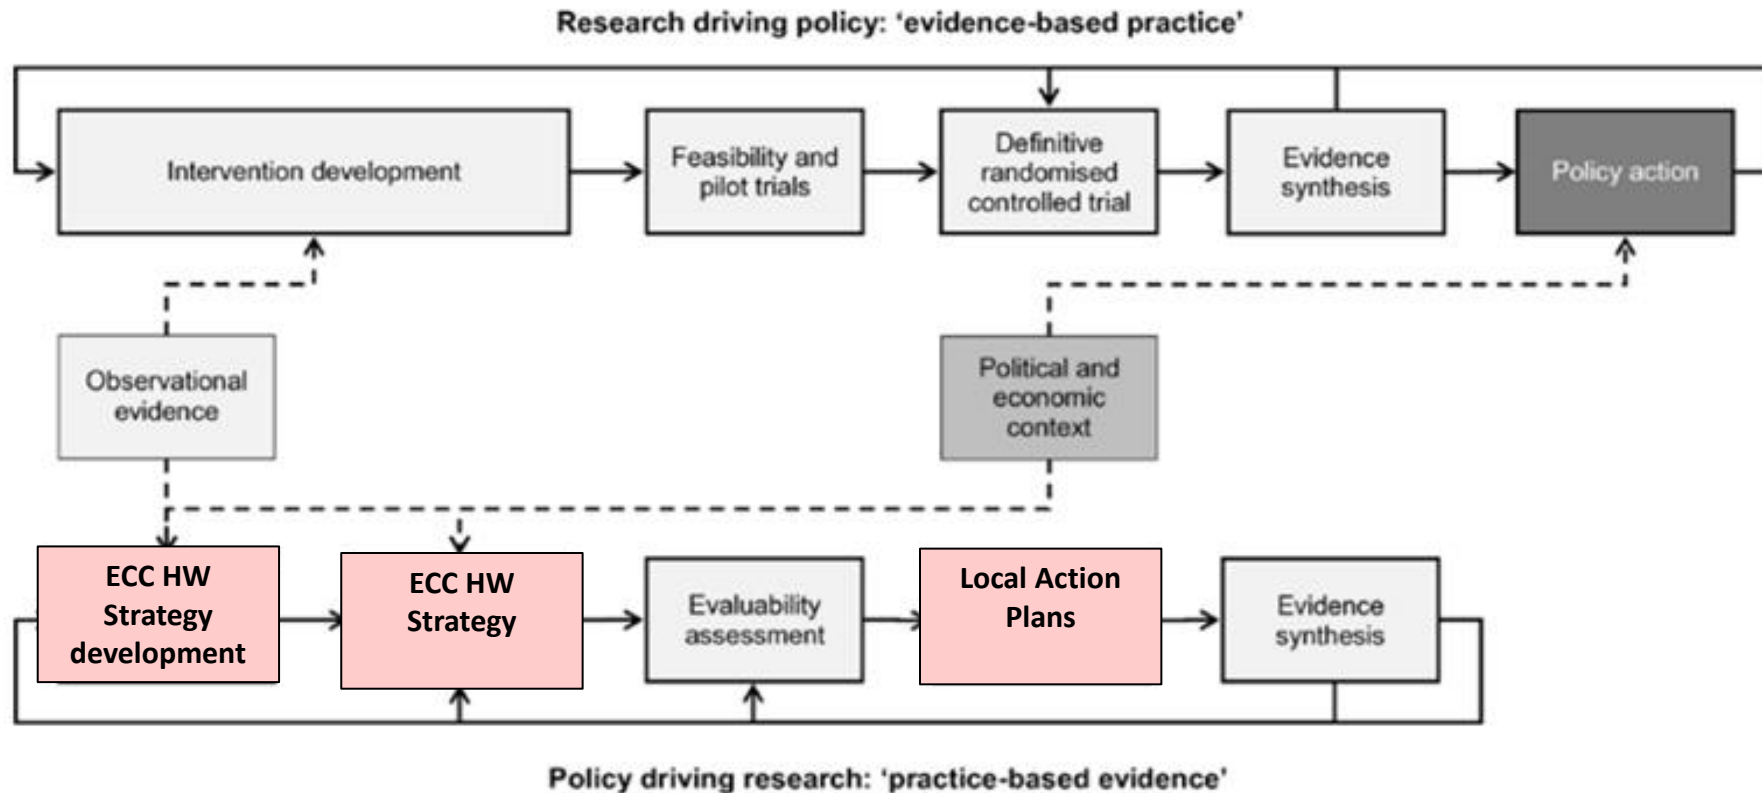 Research driving policy: ‘evidence-based practice’
Intervention development
Feasibility and
pilot trials
Definitive
randomised
controlled trial
Evidence
synthesis
Policy action
Observational
evidence
Political and
economic
context
ECC HW
Strategy
development
ECC HW
Strategy
Evaluability
assessment
Local Action
Plans
Evidence
synthesis
Policy driving research: ‘practice-based evidence’